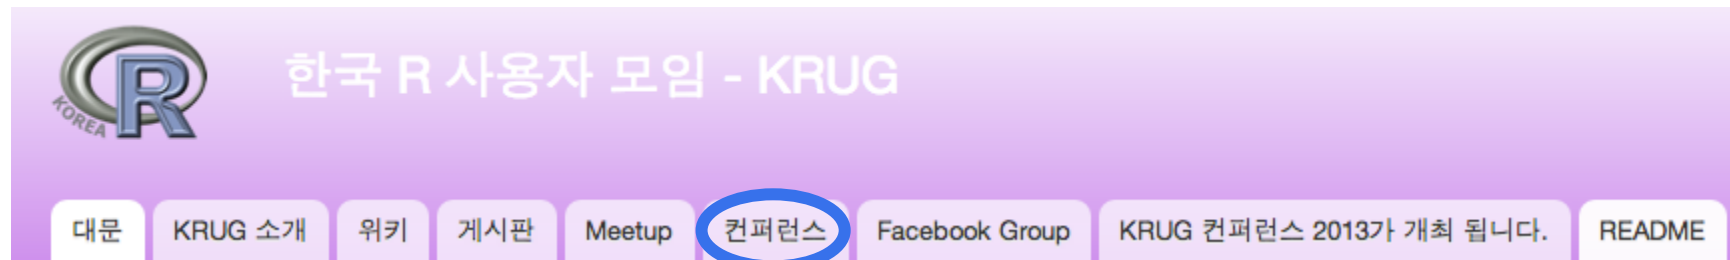 한국 R 사용자 모임 - KRUG
R
KOREA
대문 KRUG 소개 위키 게시판 Meetup 컨퍼런스 Facebook Group KRUG 컨퍼런스 2013가 개최 됩니다. README